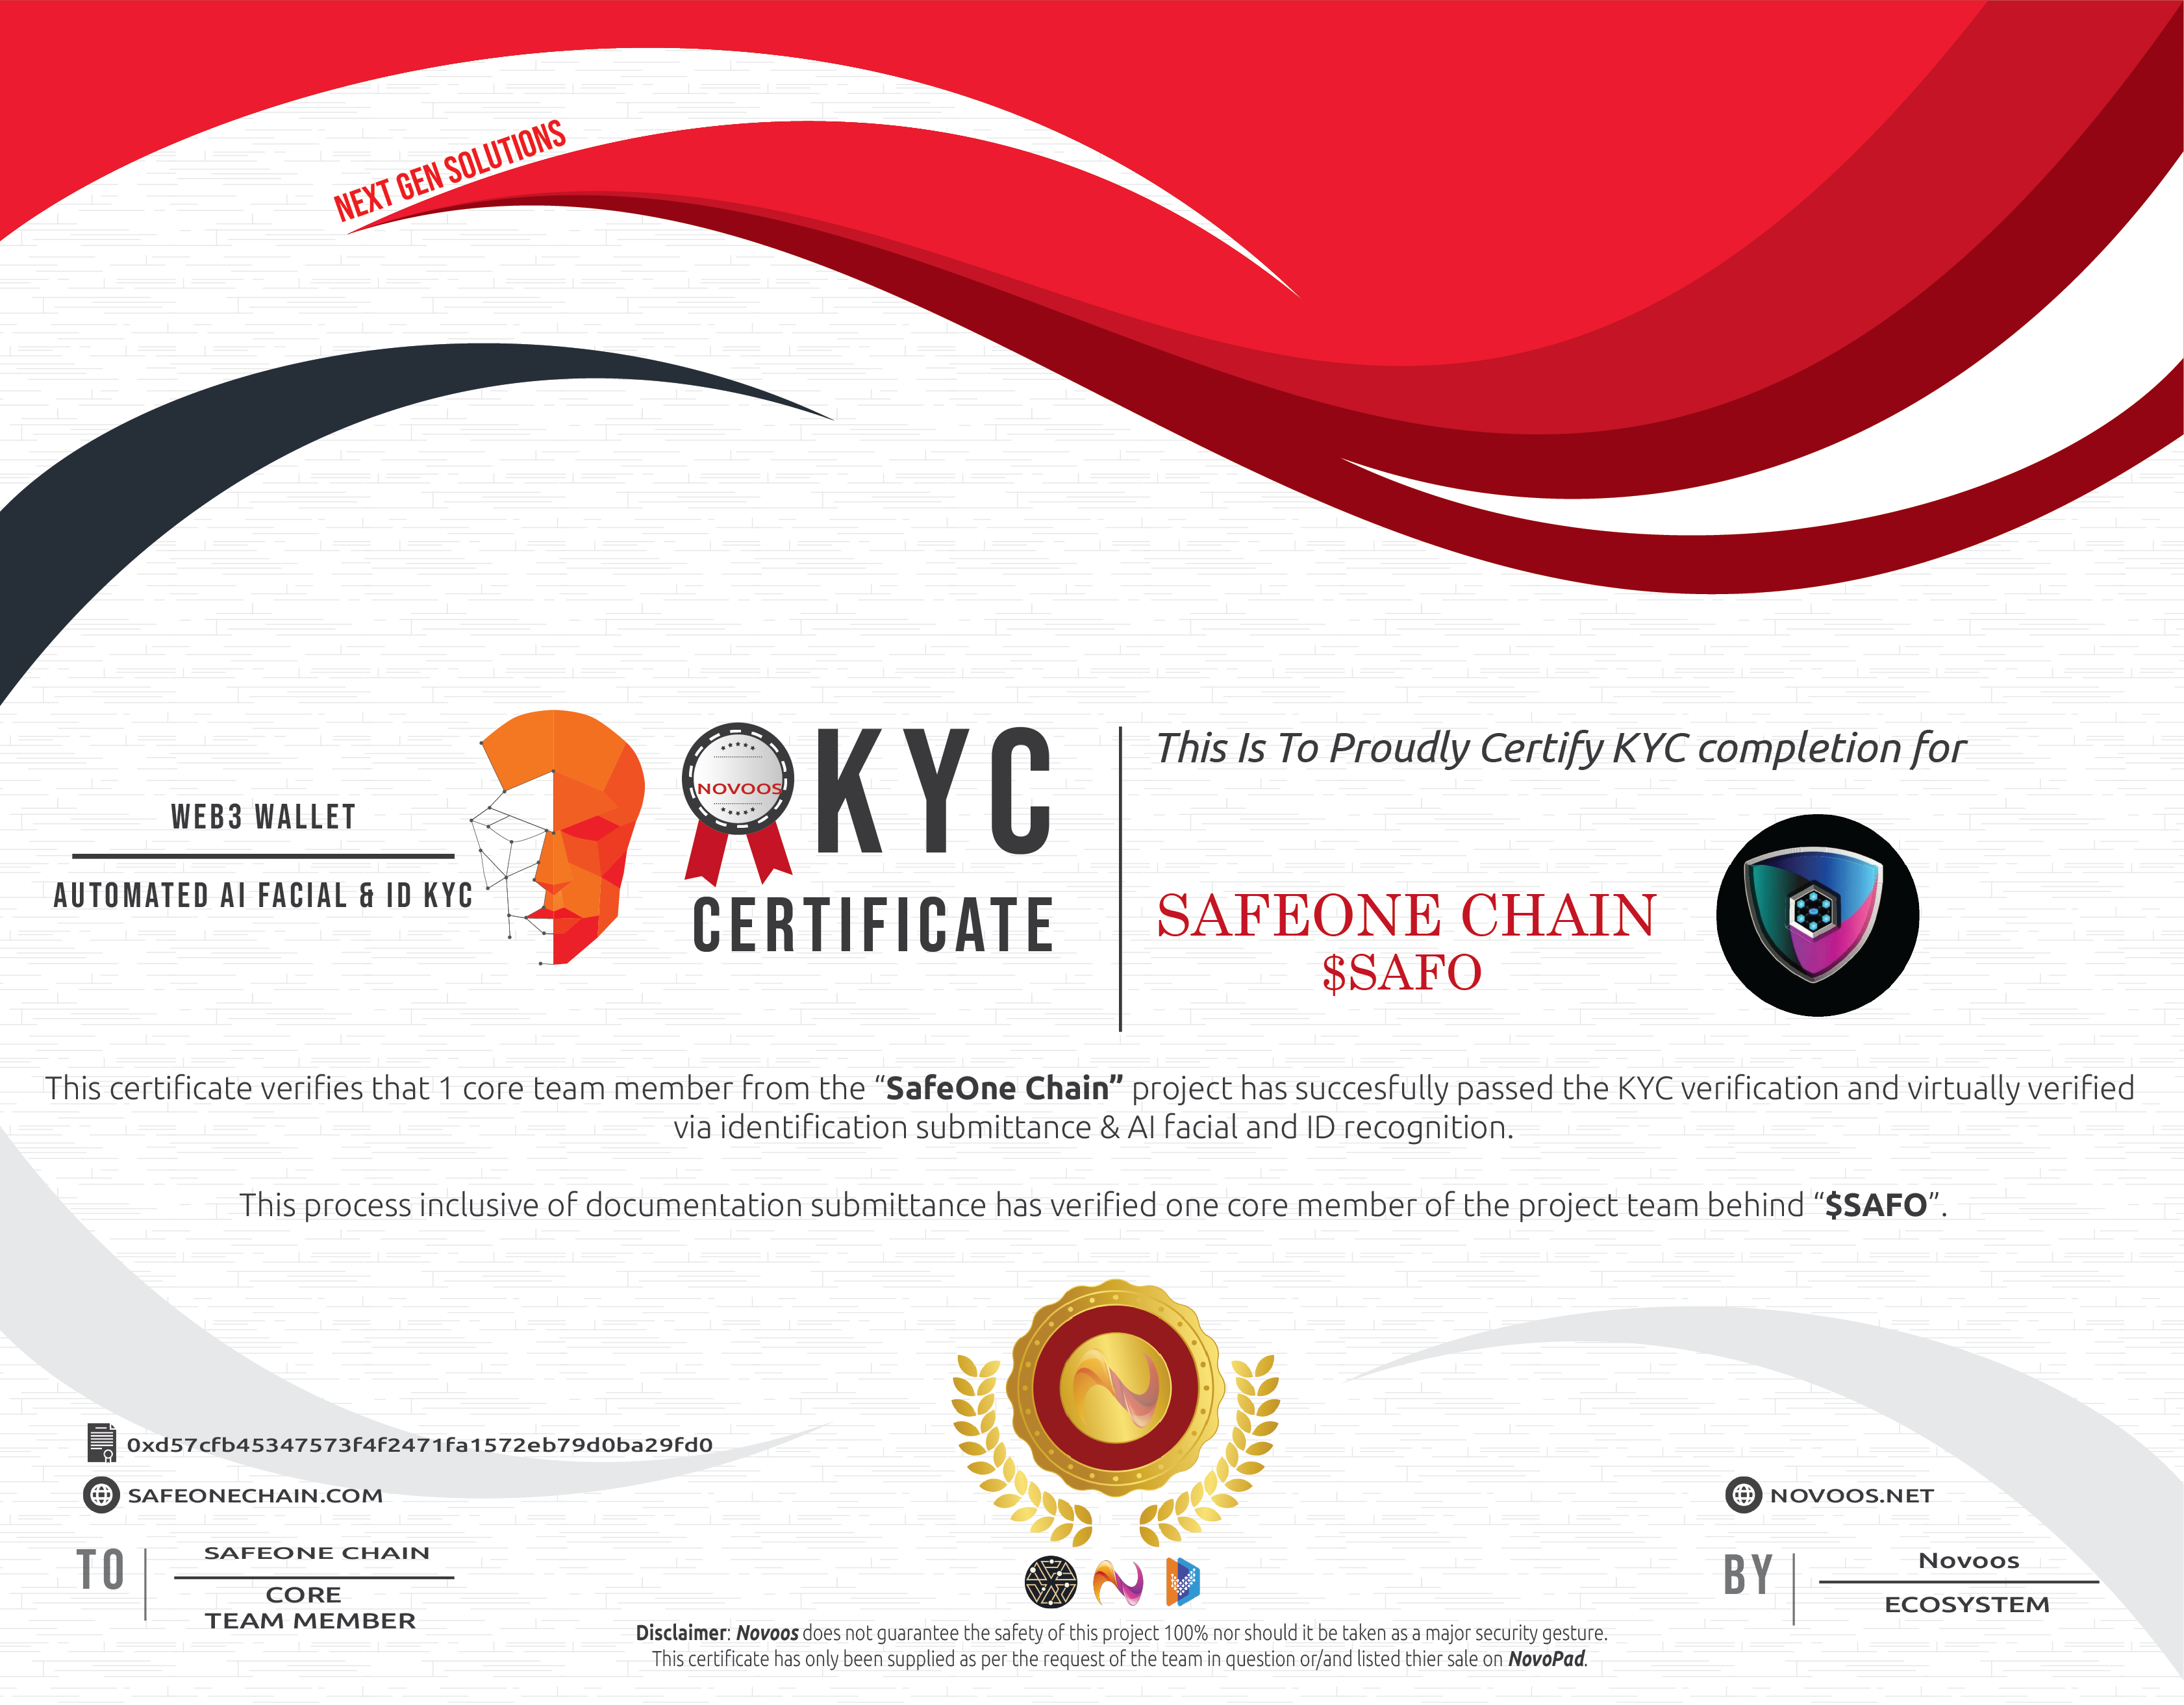 NEXT GEN SOLUTIONS
WEB3 WALLET
AUTOMATED AI FACIAL & ID KYC
NOVOOS
KYC
CERTIFICATE
This Is To Proudly Certify KYC completion for
SAFEONE CHAIN
$SAFO
This certificate verifies that 1 core team member from the “SafeOne Chain” project has succesfully passed the KYC verification and virtually verified
via identification submittance & AI facial and ID recognition.
This process inclusive of documentation submittance has verified one core member of the project team behind “$SAFO”.
0xd57cfb45347573f4f2471fa1572eb79d0ba29fd0
SAFEONECHAIN.COM
TO
SAFEONE CHAIN
CORE
TEAM MEMBER
NOVOOS.NET
BY
Novoos
ECOSYSTEM
Disclaimer: Novoos does not guarantee the safety of this project 100% nor should it be taken as a major security gesture.
This certificate has only been supplied as per the request of the team in question or/and listed thier sale on NovoPad.